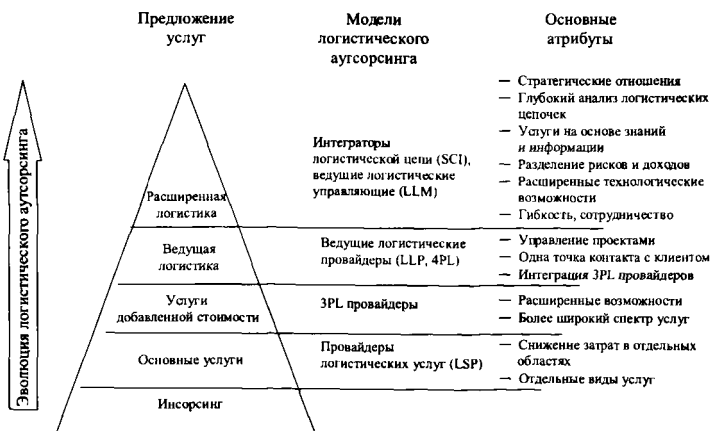 Предложение
услуг
Модели
логистического
аутсорсинга
Основные
атрибуты
Эволюция логистического аутсорсинга
Расширенная
логистика
Интеграторы
логистической цепи (SCI),
ведущие логистические
управляющие (LLM)
— Стратегические отношения
— Глубокий анализ логистических
цепочек
— Услуги на основе знаний
и информации
— Разделение рисков и доходов
— Расширенные технологические
возможности
— Гибкость, сотрудничество
Ведущая
логистика
Ведущие логистические
провайдеры (LLP, 4PL)
— Управление проектами
— Одна точка контакта с клиентом
— Интеграция 3PL провайдеров
Услуги
добавленной стоимости
3PL провайдеры
— Расширенные возможности
— Более широкий спектр услуг
Основные услуги
Провайдеры
логистических услуг (LSP)
— Снижение затрат в отдельных
областях
— Отдельные виды услуг
Инсорсинг